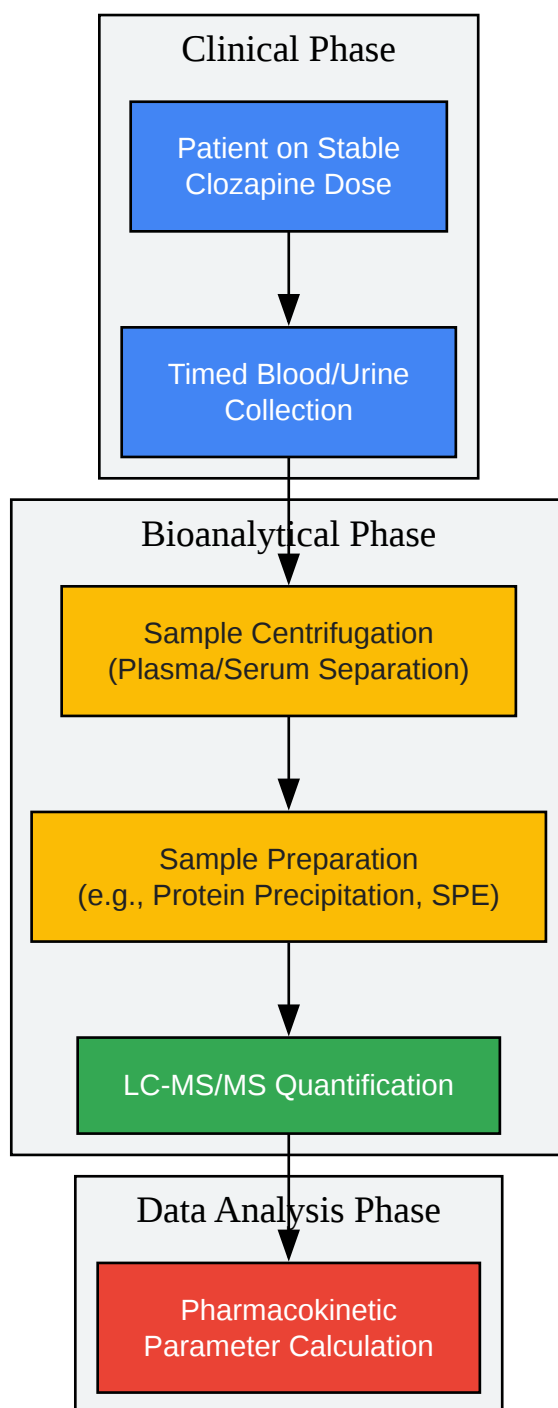 Clinical Phase
Patient on Stable
Clozapine Dose
Timed Blood/Urine
Collection
Bioanalytical Phase
Sample Centrifugation
(Plasma/Serum Separation)
Sample Preparation
(e.g., Protein Precipitation, SPE)
LC-MS/MS Quantification
Data Analysis Phase
Pharmacokinetic
Parameter Calculation